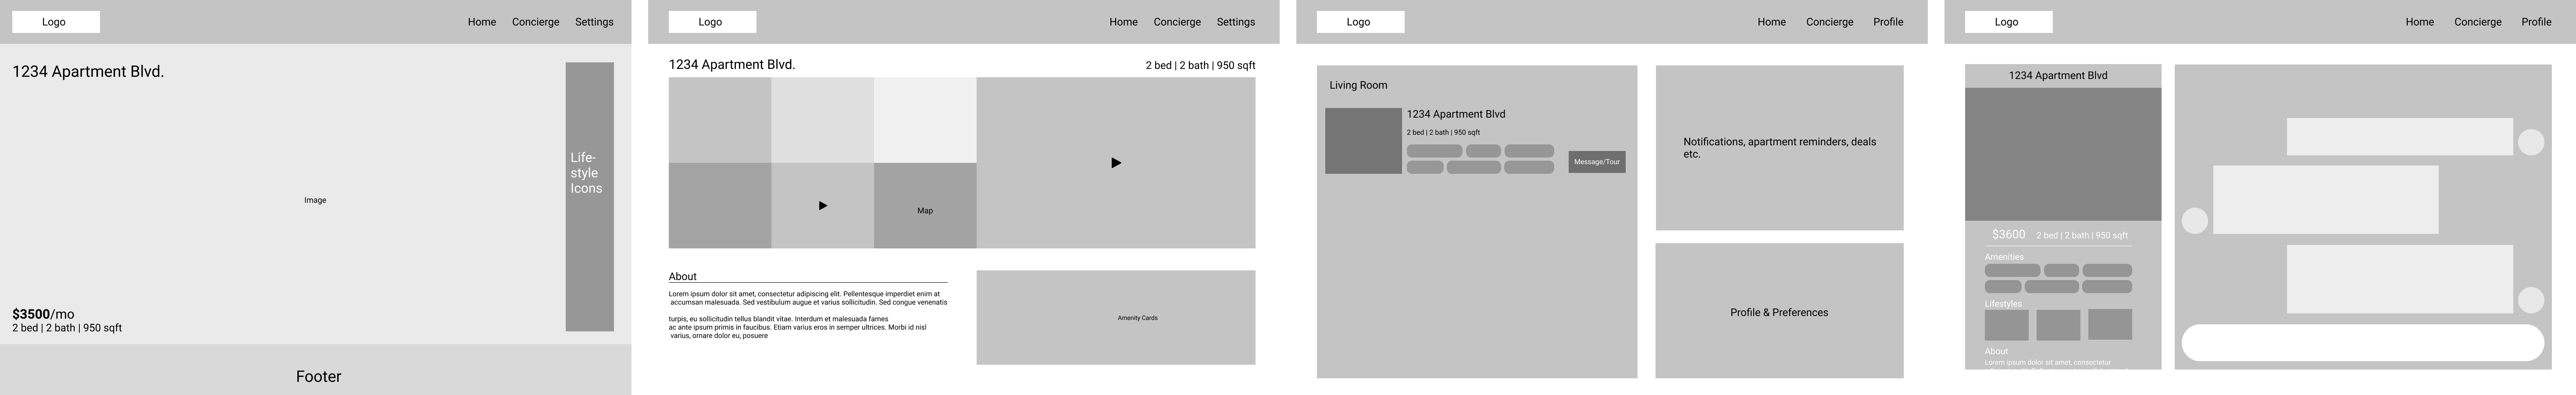 Logo
Home Concierge Settings
1234 Apartment Blvd.
Life-
style
Icons
Image
$3500/mo
2 bed | 2 bath | 950 sqft
Footer
Logo
Home Concierge Settings
1234 Apartment Blvd.
2 bed | 2 bath | 950 sqft
Map
About
Lorem ipsum dolor sit amet, consectetur adipiscing elit. Pellentesque imperdiet enim at
accumsan malesuada. Sed vestibulum augue et varius sollicitudin. Sed congue venenatis
turpis, eu sollicitudin tellus blandit vitae. Interdum et malesuada fames
ac ante ipsum primis in faucibus. Etiam varius eros in semper ultrices. Morbi id nisl
varius, ornare dolor eu, posuere
Amenity Cards
Logo
Home Concierge Profile
Living Room
1234 Apartment Blvd
2 bed | 2 bath | 950 sqft
Message/Tour
Notifications, apartment reminders, deals
etc.
Profile & Preferences
Logo
Home Concierge Profile
1234 Apartment Blvd
$3600 2 bed | 2 bath | 950 sqft
Amenities
Lifestyles
About
Lorem ipsum dolor sit amet, consectetur